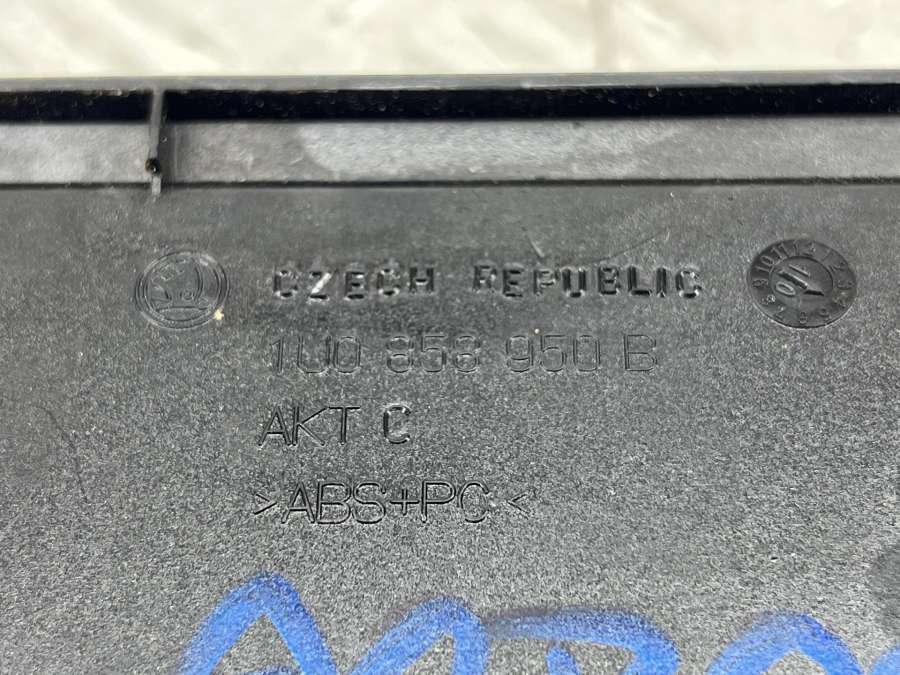 CZECH REPUBLIC
1U0 858 950 B
AKT C
>ABS+PC<